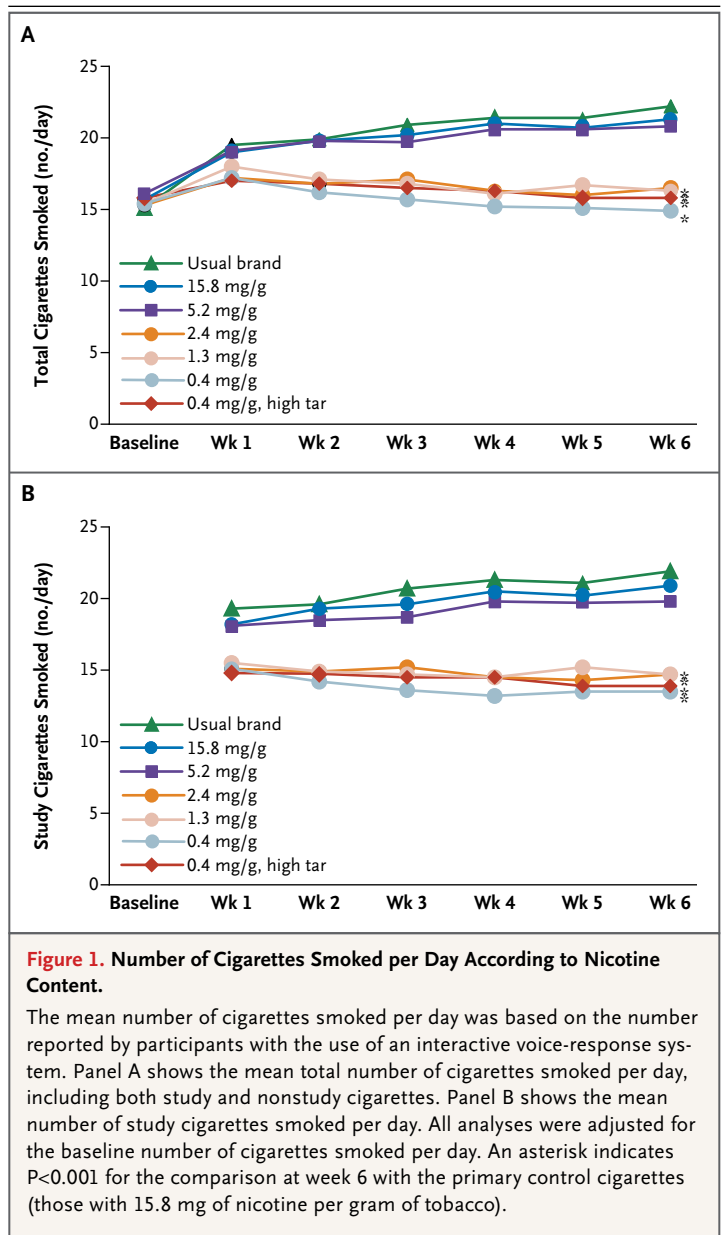 A
Total Cigarettes Smoked (no./day)
25
20
15
10
5
0
Usual brand
15.8 mg/g
5.2 mg/g
2.4 mg/g
1.3 mg/g
0.4 mg/g
0.4 mg/g, high tar
*
*
*
*
Baseline Wk 1 Wk 2 Wk 3 Wk 4 Wk 5 Wk 6
B
Study Cigarettes Smoked (no./day)
25
20
15
10
5
0
Usual brand
15.8 mg/g
5.2 mg/g
2.4 mg/g
1.3 mg/g
0.4 mg/g
0.4 mg/g, high tar
*
*
*
*
Baseline Wk 1 Wk 2 Wk 3 Wk 4 Wk 5 Wk 6
Figure 1. Number of Cigarettes Smoked per Day According to Nicotine
Content.
The mean number of cigarettes smoked per day was based on the number
reported by participants with the use of an interactive voice-response sys-
tem. Panel A shows the mean total number of cigarettes smoked per day,
including both study and nonstudy cigarettes. Panel B shows the mean
number of study cigarettes smoked per day. All analyses were adjusted for
the baseline number of cigarettes smoked per day. An asterisk indicates
P<0.001 for the comparison at week 6 with the primary control cigarettes
(those with 15.8 mg of nicotine per gram of tobacco).